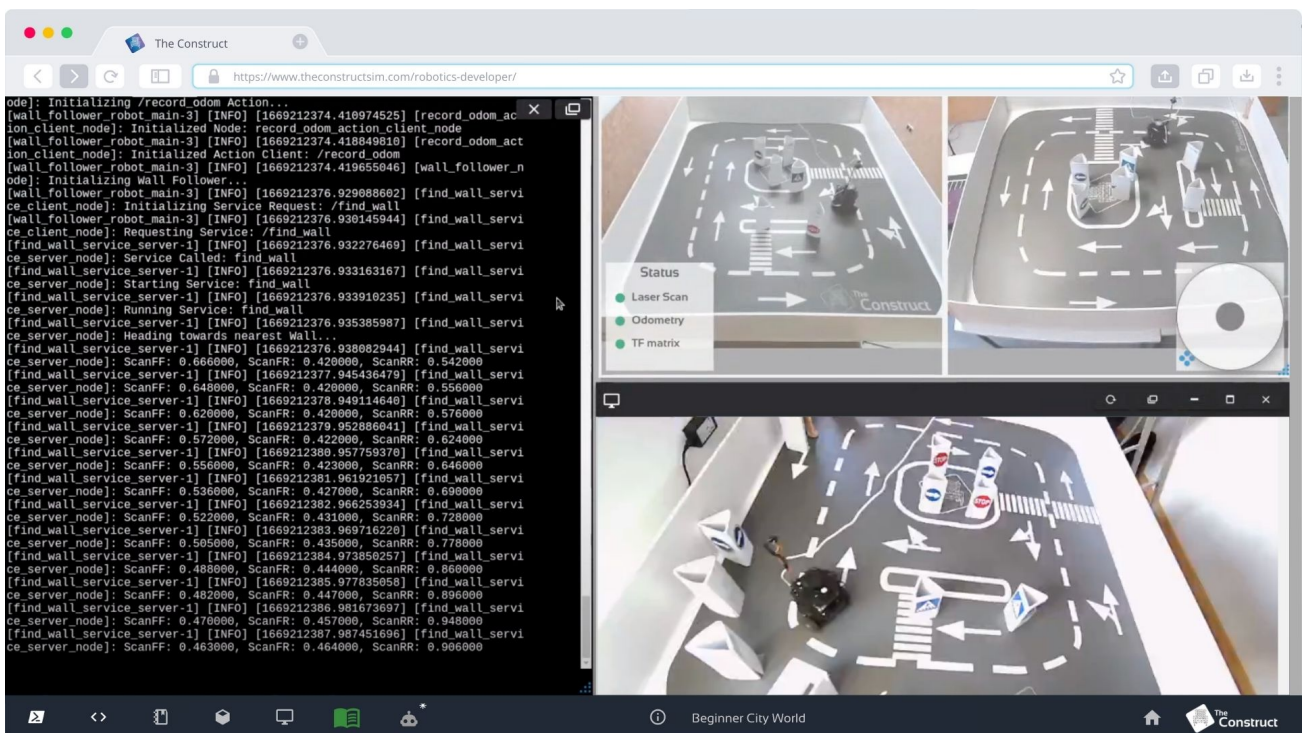 The Construct
https://www.theconstructsim.com/robotics-developer/
ode]: Initializing /record_odom Action...
[wall_follower_robot_main-3] [INFO] [1669212374.410974525] [record_odom_ac
ion_client_node]: Initialized Node: record_odom_action_client_node
[wall_follower_robot_main-3] [INFO] [1669212374.418849810] [record_odom_act
ion_client_node]: Initialized Action Client: /record_odom
[wall_follower_robot_main-3] [INFO] [1669212374.419655046] [wall_follower_n
ode]: Initializing Wall Follower...
[wall_follower_robot_main-3] [INFO] [1669212376.929088602] [find_wall_servi
ce_client_node]: Initializing Service Request: /find_wall
[wall_follower_robot_main-3] [INFO] [1669212376.930145944] [find_wall_servi
ce_client_node]: Requesting Service: /find_wall
[find_wall_service_server-1] [INFO] [1669212376.932276469] [find_wall_servi
ce_server_node]: Service Called: find_wall
[find_wall_service_server-1] [INFO] [1669212376.933163167] [find_wall_servi
ce_server_node]: Starting Service: find_wall
[find_wall_service_server-1] [INFO] [1669212376.933910235] [find_wall_servi
ce_server_node]: Running Service: find_wall
[find_wall_service_server-1] [INFO] [1669212376.935385987] [find_wall_servi
ce_server_node]: Heading towards nearest Wall...
[find_wall_service_server-1] [INFO] [1669212376.938082944] [find_wall_servi
ce_server_node]: ScanFF: 0.666000, ScanFR: 0.420000, ScanRR: 0.542000
[find_wall_service_server-1] [INFO] [1669212377.945436479] [find_wall_servi
ce_server_node]: ScanFF: 0.648000, ScanFR: 0.420000, ScanRR: 0.556000
[find_wall_service_server-1] [INFO] [1669212378.949114640] [find_wall_servi
ce_server_node]: ScanFF: 0.620000, ScanFR: 0.420000, ScanRR: 0.576000
[find_wall_service_server-1] [INFO] [1669212379.952886041] [find_wall_servi
ce_server_node]: ScanFF: 0.572000, ScanFR: 0.422000, ScanRR: 0.624000
[find_wall_service_server-1] [INFO] [1669212380.957759370] [find_wall_servi
ce_server_node]: ScanFF: 0.556000, ScanFR: 0.423000, ScanRR: 0.646000
[find_wall_service_server-1] [INFO] [1669212381.961921057] [find_wall_servi
ce_server_node]: ScanFF: 0.536000, ScanFR: 0.427000, ScanRR: 0.690000
[find_wall_service_server-1] [INFO] [1669212382.966253934] [find_wall_servi
ce_server_node]: ScanFF: 0.522000, ScanFR: 0.431000, ScanRR: 0.728000
[find_wall_service_server-1] [INFO] [1669212383.969716220] [find_wall_servi
ce_server_node]: ScanFF: 0.505000, ScanFR: 0.435000, ScanRR: 0.778000
[find_wall_service_server-1] [INFO] [1669212384.973850257] [find_wall_servi
ce_server_node]: ScanFF: 0.488000, ScanFR: 0.444000, ScanRR: 0.860000
[find_wall_service_server-1] [INFO] [1669212385.977835058] [find_wall_servi
ce_server_node]: ScanFF: 0.482000, ScanFR: 0.447000, ScanRR: 0.896000
[find_wall_service_server-1] [INFO] [1669212386.981673697] [find_wall_servi
ce_server_node]: ScanFF: 0.470000, ScanFR: 0.457000, ScanRR: 0.948000
[find_wall_service_server-1] [INFO] [1669212387.987451696] [find_wall_servi
ce_server_node]: ScanFF: 0.463000, ScanFR: 0.464000, ScanRR: 0.906000
Status
Laser Scan
Odometry
TF matrix
The
Construct
STOP
STOP
Beginner City World
The
Construct